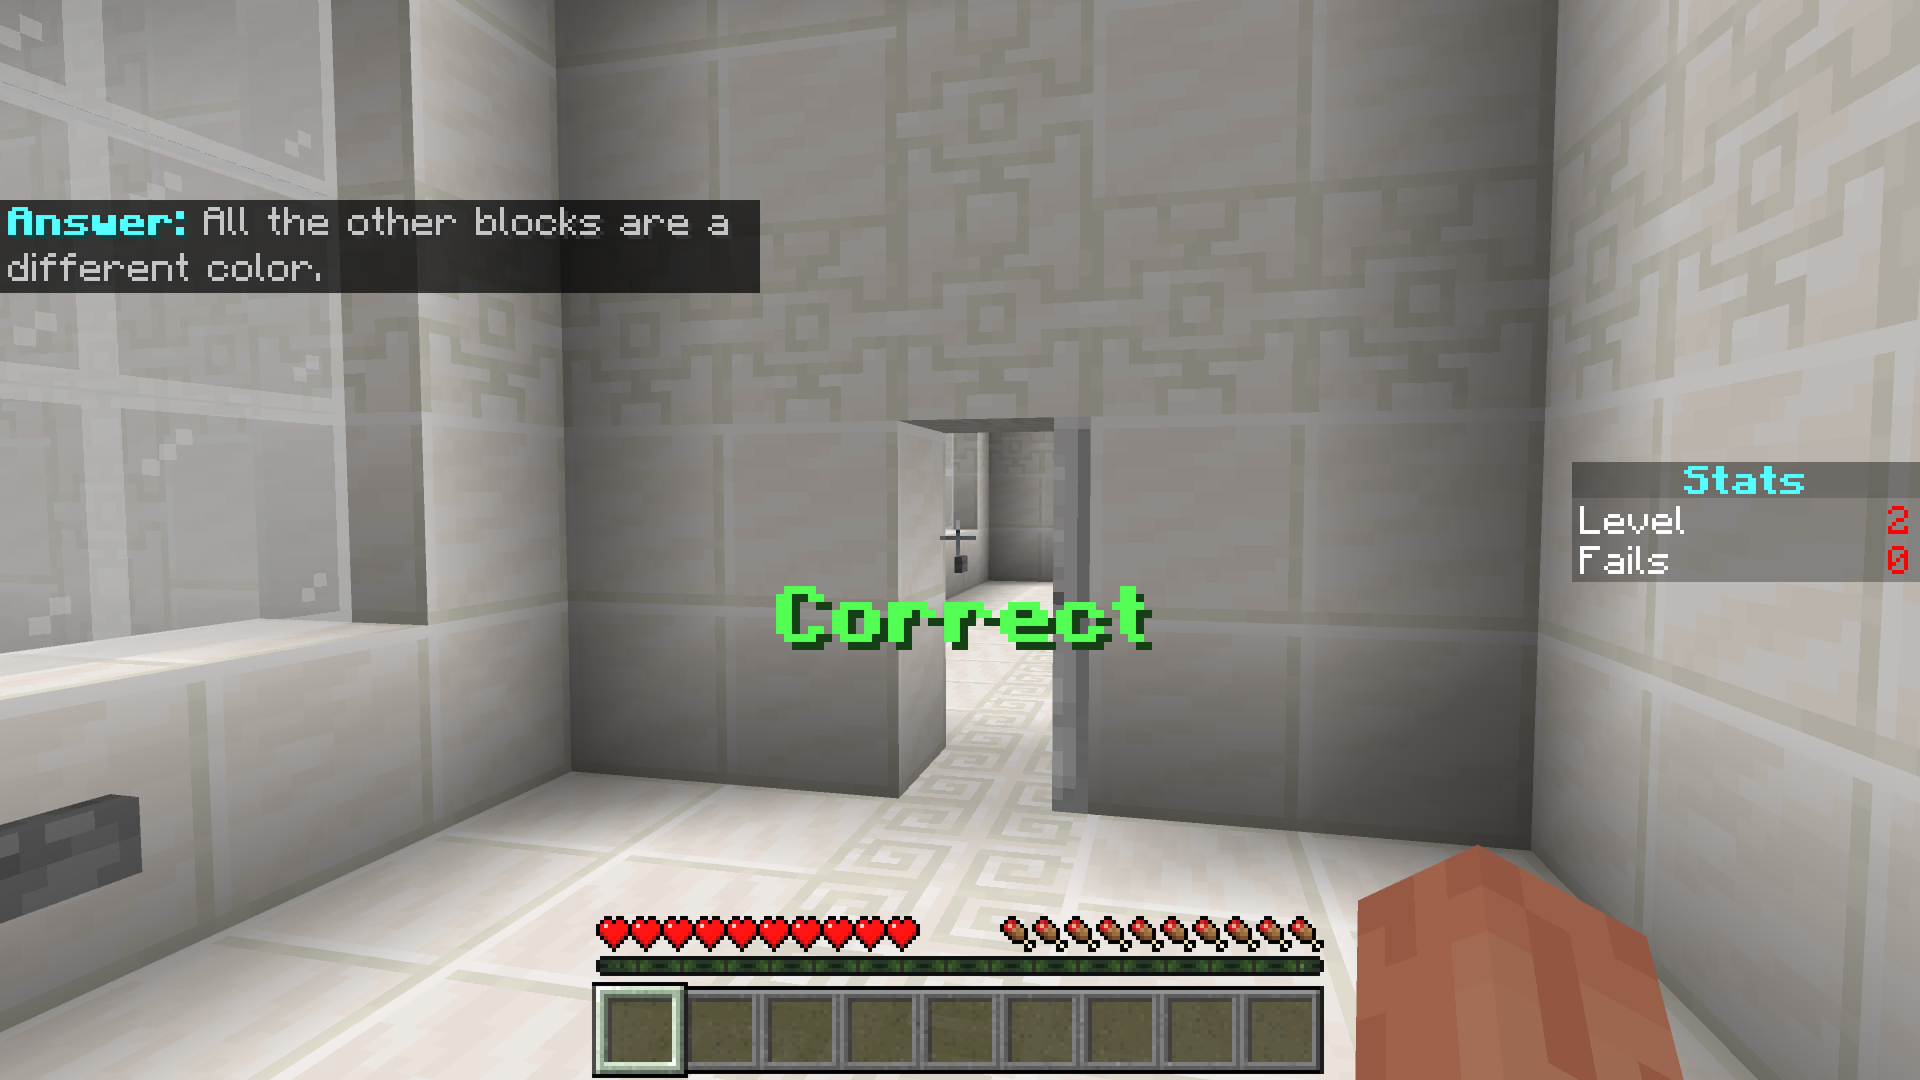 Answer: All the other blocks are a
different color.
Stats
Level 2
Fails 0
Correct